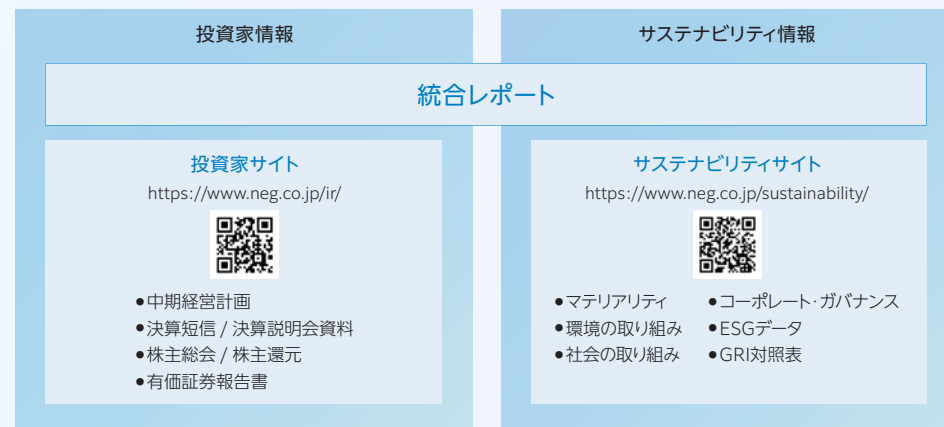 投資家情報
サステナビリティ情報
統合レポート
投資家サイト
https://www.neg.co.jp/ir/
●中期経営計画
●決算短信 / 決算説明会資料
●株主総会 / 株主還元
●有価証券報告書
サステナビリティサイト
https://www.neg.co.jp/sustainability/
●マテリアリティ
●環境の取り組み
●社会の取り組み
●コーポレート・ガバナンス
●ESGデータ
●GRI対照表